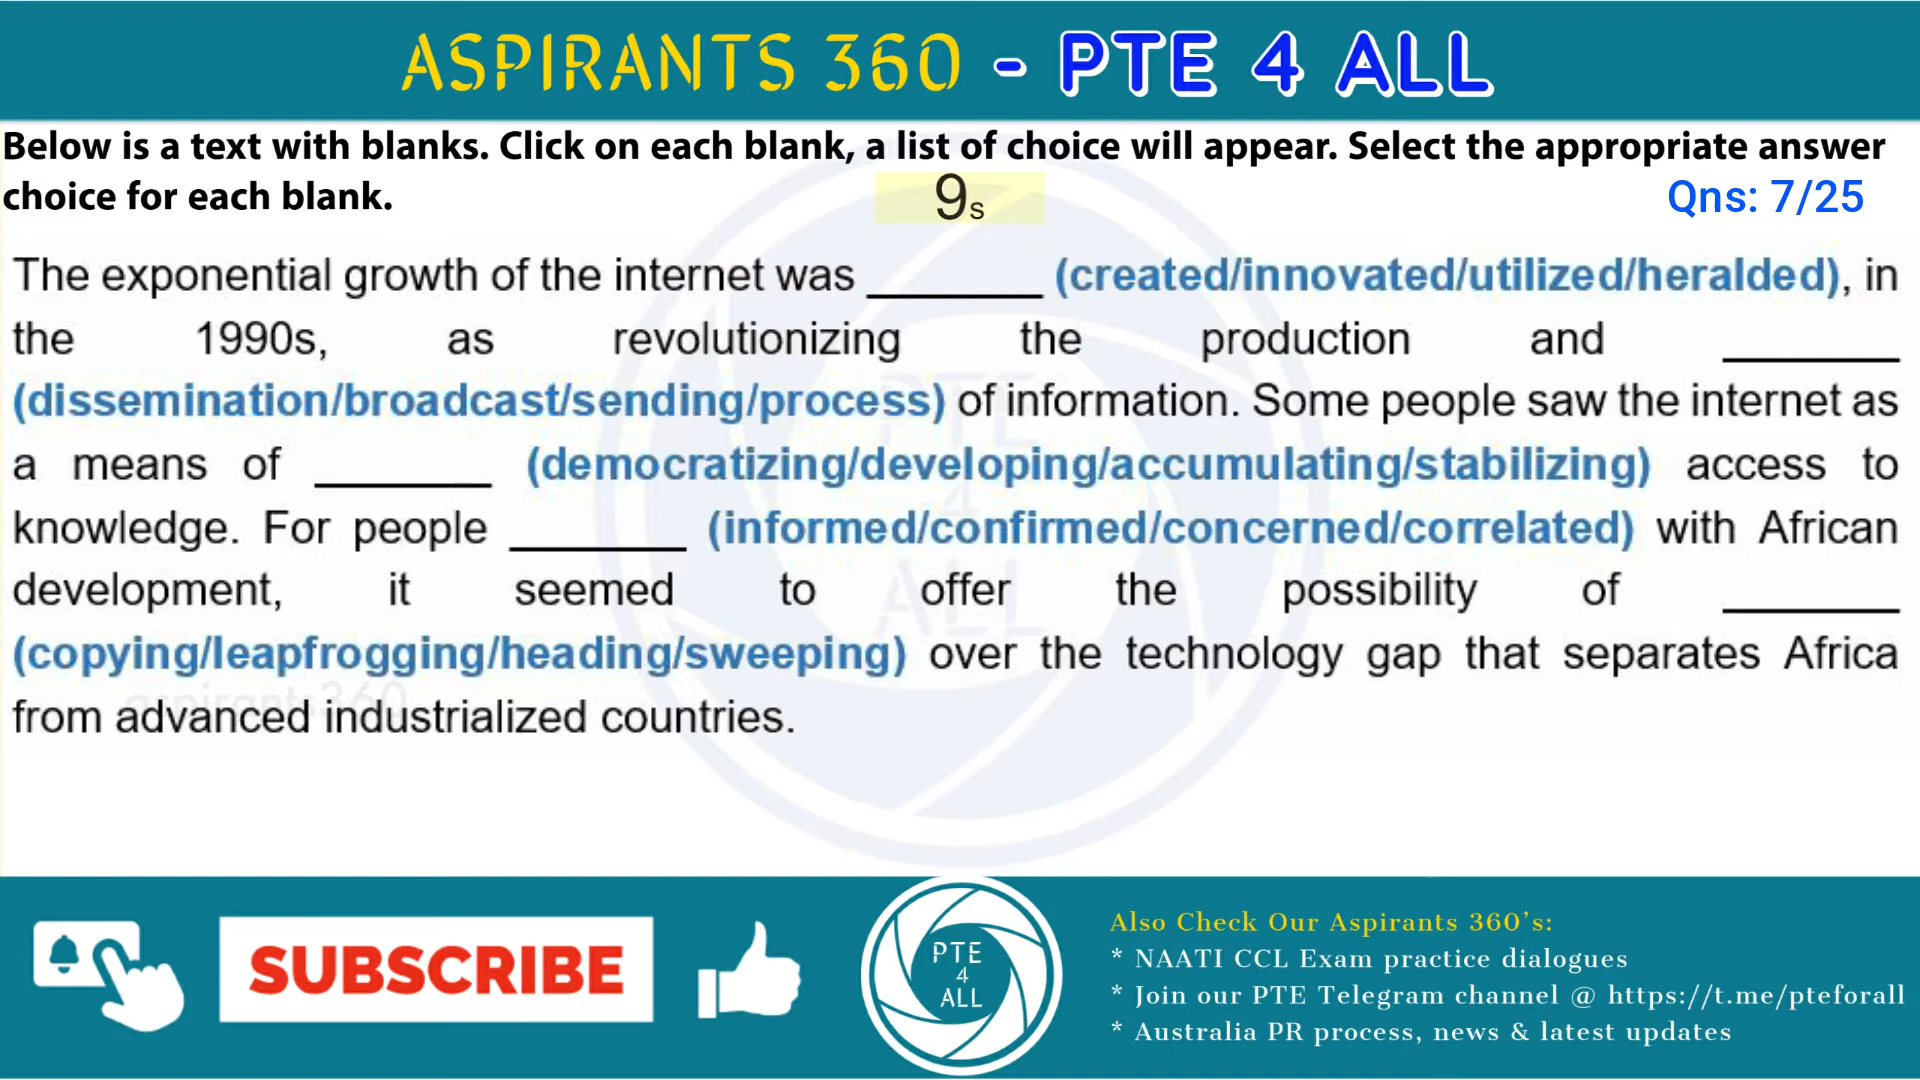 ASPIRANTS 360 - PTE 4 ALL
Below is a text with blanks. Click on each blank, a list of choice will appear. Select the appropriate answer
choice for each blank.
9s
Qns: 7/25
The exponential growth of the internet was _______ (created/innovated/utilized/heralded), in
the 1990s, as revolutionizing the production and _______
(dissemination/broadcast/sending/process) of information. Some people saw the internet as
a means of _______ (democratizing/developing/accumulating/stabilizing) access to
knowledge. For people _______ (informed/confirmed/concerned/correlated) with African
development, it seemed to offer the possibility of _______
(copying/leapfrogging/heading/sweeping) over the technology gap that separates Africa
from advanced industrialized countries.
aspirants360
PTE
4
ALL
SUBSCRIBE
PTE
4
ALL
Also Check Our Aspirants 360's:
* NAATI CCL Exam practice dialogues
* Join our PTE Telegram channel @ https://t.me/pteforall
* Australia PR process, news & latest updates